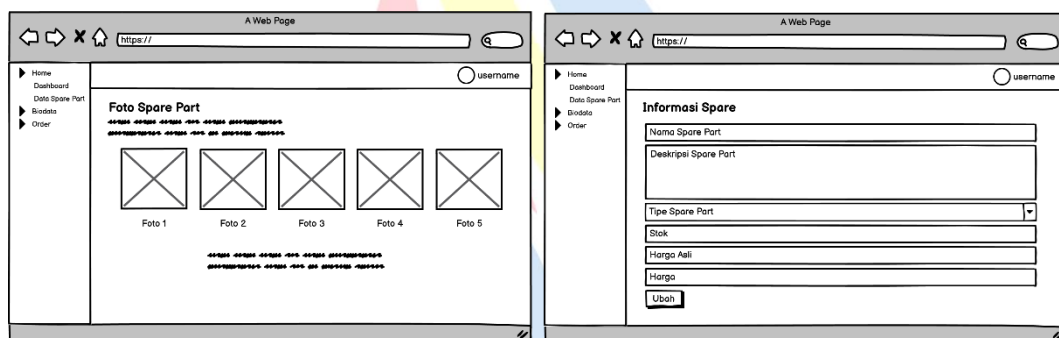 A Web Page
https://
Home
Dashboard
Data Spare Part
Biodata
Order
username
Foto Spare Part
Foto 1
Foto 2
Foto 3
Foto 4
Foto 5
A Web Page
https://
Home
Dashboard
Data Spare Part
Biodata
Order
username
Informasi Spare
Nama Spare Part
Deskripsi Spare Part
Tipe Spare Part
Stok
Harga Asli
Harga
Ubah